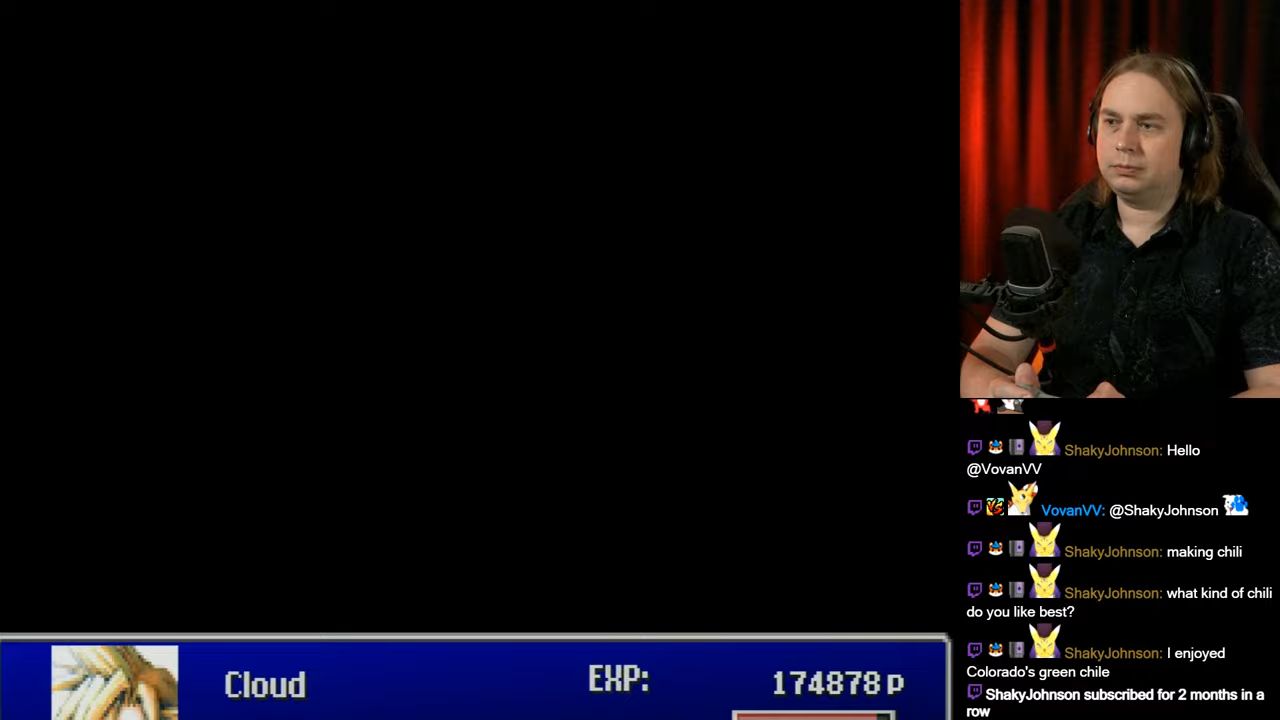 ShakyJohnson: Hello
@VovanVV
VovanVV: @ShakyJohnson
ShakyJohnson: making chili
ShakyJohnson: what kind of chili
do you like best?
ShakyJohnson: I enjoyed
Colorado's green chile
ShakyJohnson subscribed for 2 months in a
row
Cloud EXP: 174878 p